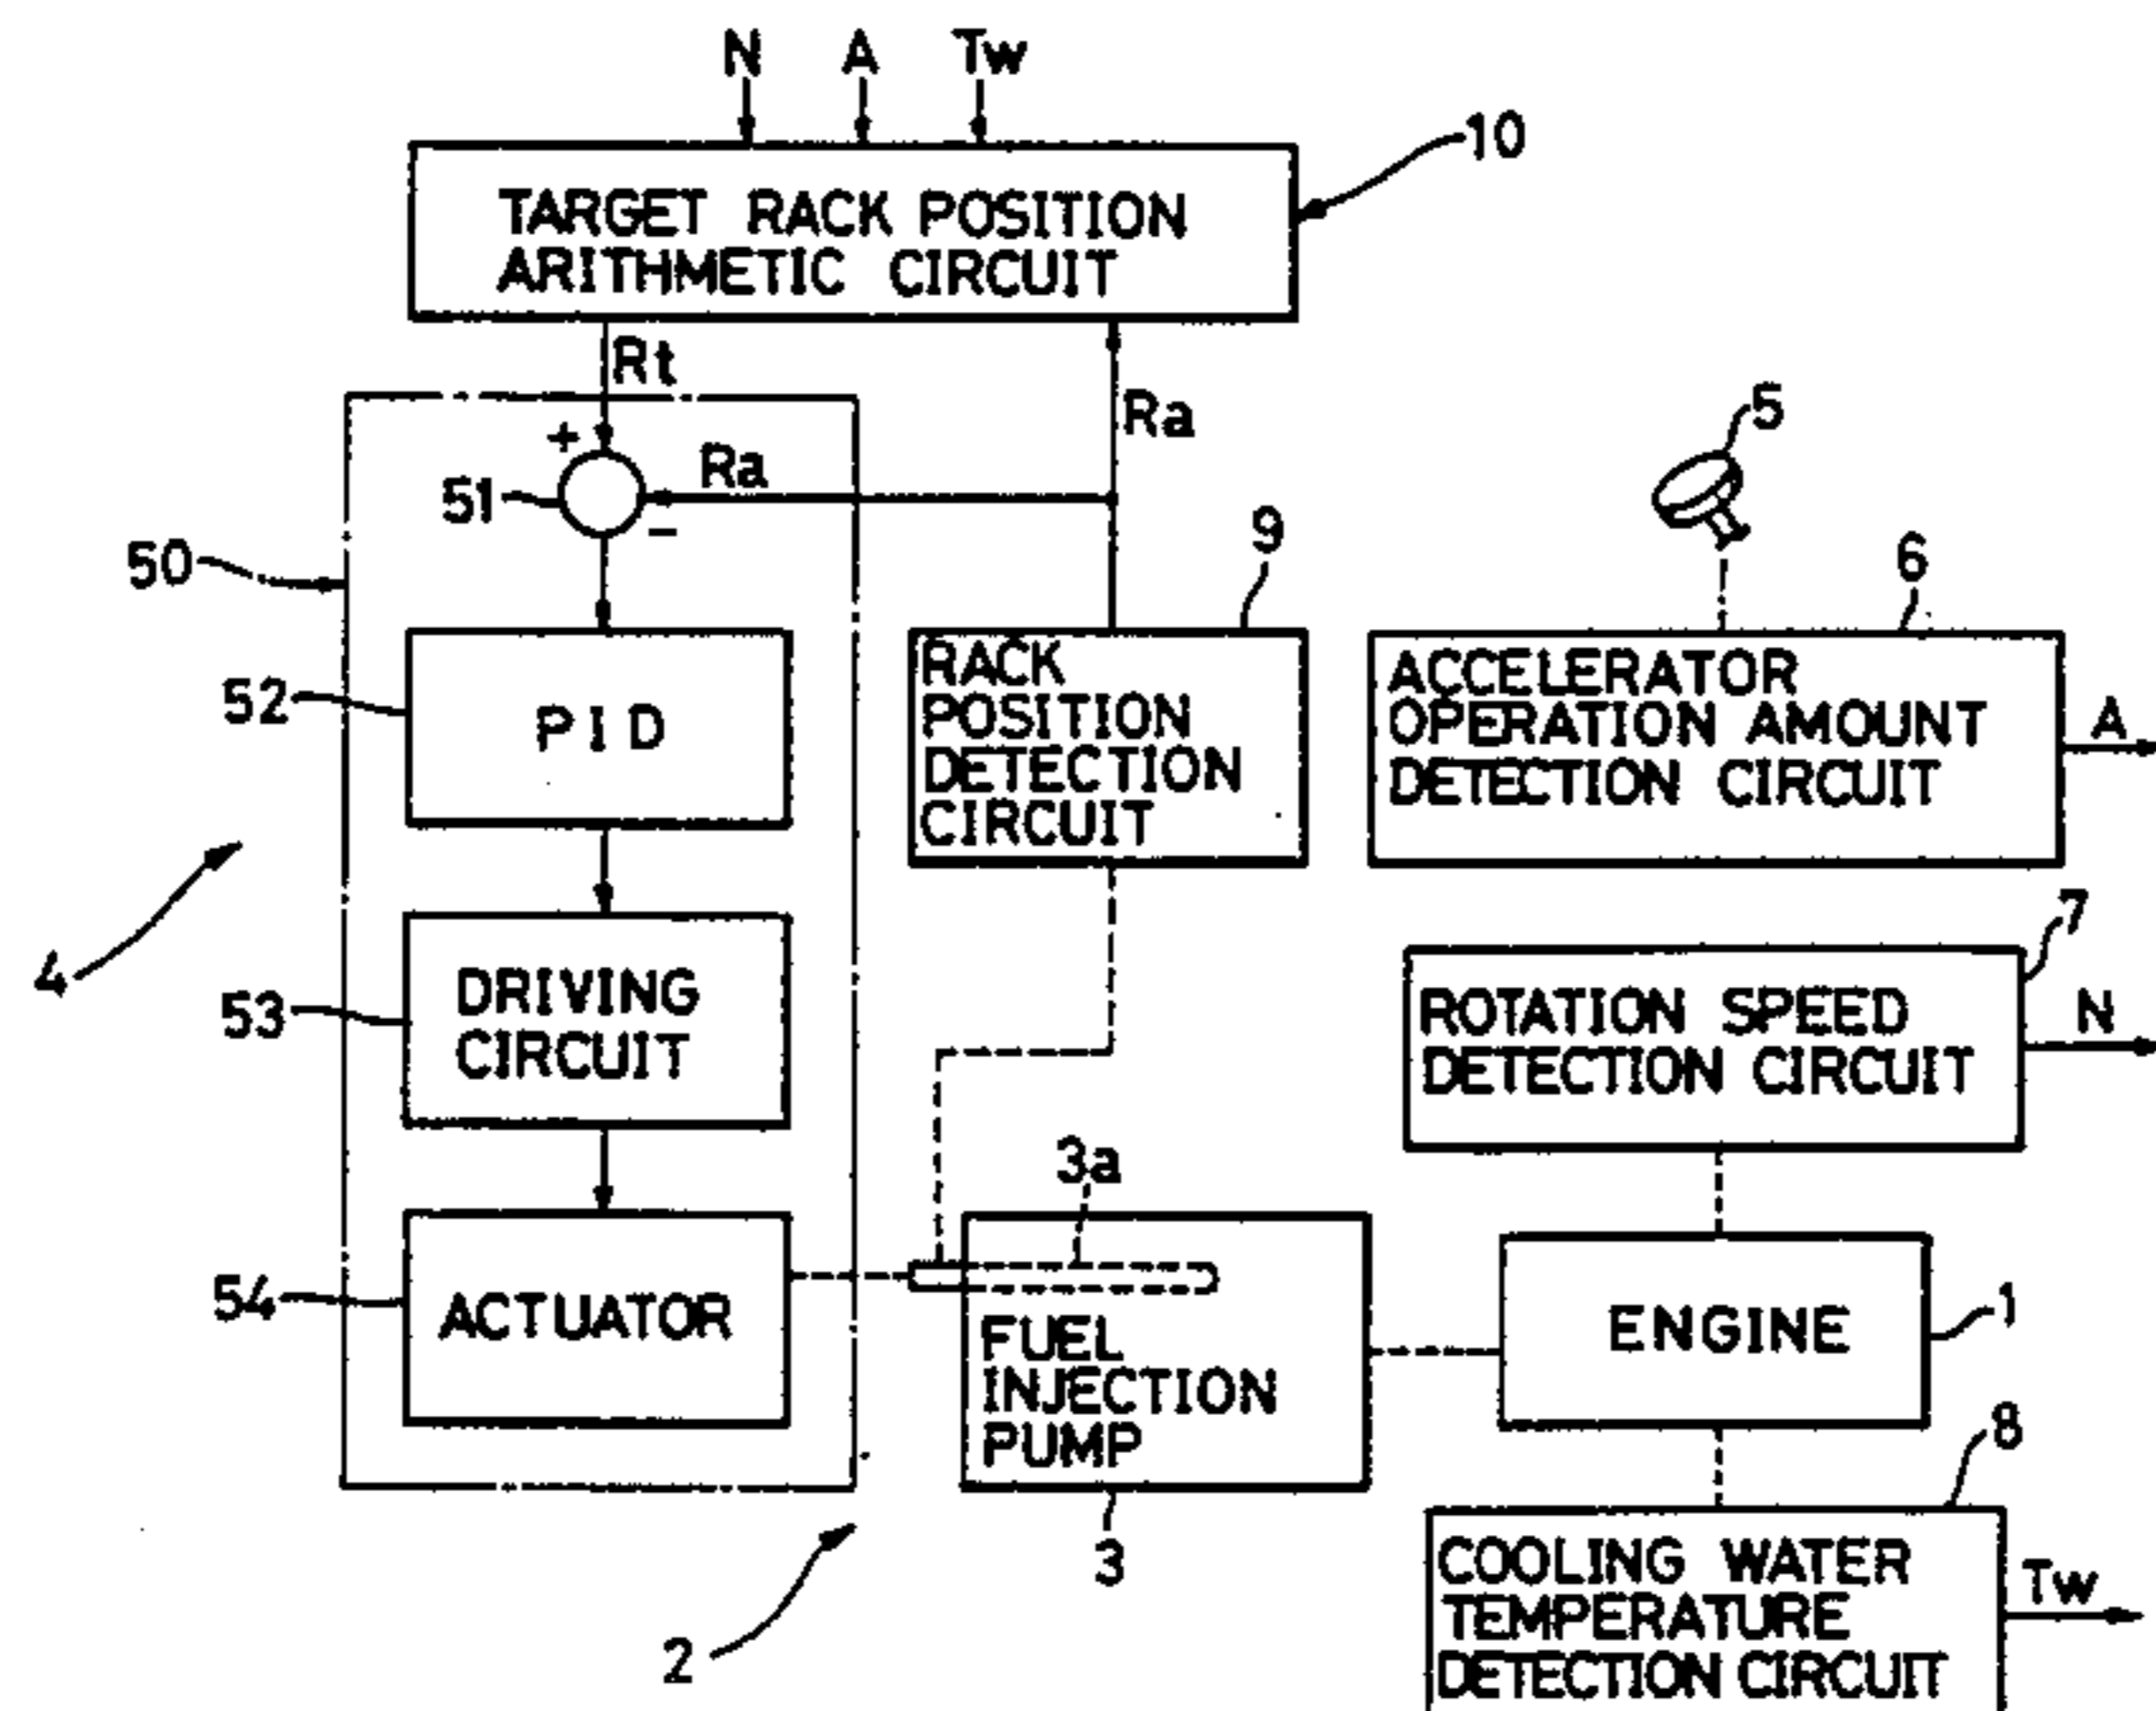 N A Tw
10
TARGET RACK POSITION
ARITHMETIC CIRCUIT
Rt
Ra
+
Ra
51
-
50
5
9
6
52
PID
RACK
POSITION
DETECTION
CIRCUIT
ACCELERATOR
OPERATION AMOUNT
DETECTION CIRCUIT
A
4
53
DRIVING
CIRCUIT
7
ROTATION SPEED
DETECTION CIRCUIT
N
3a
54
ACTUATOR
FUEL
INJECTION
PUMP
ENGINE
1
2
3
8
COOLING WATER
TEMPERATURE
DETECTION CIRCUIT
Tw